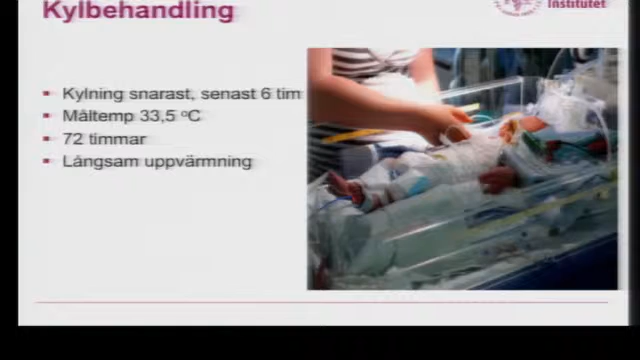 Kylbehandling
Institutet
Kylning snarast, senast 6 tim
Måltemp 33,5 °C
72 timmar
Långsam uppvärmning